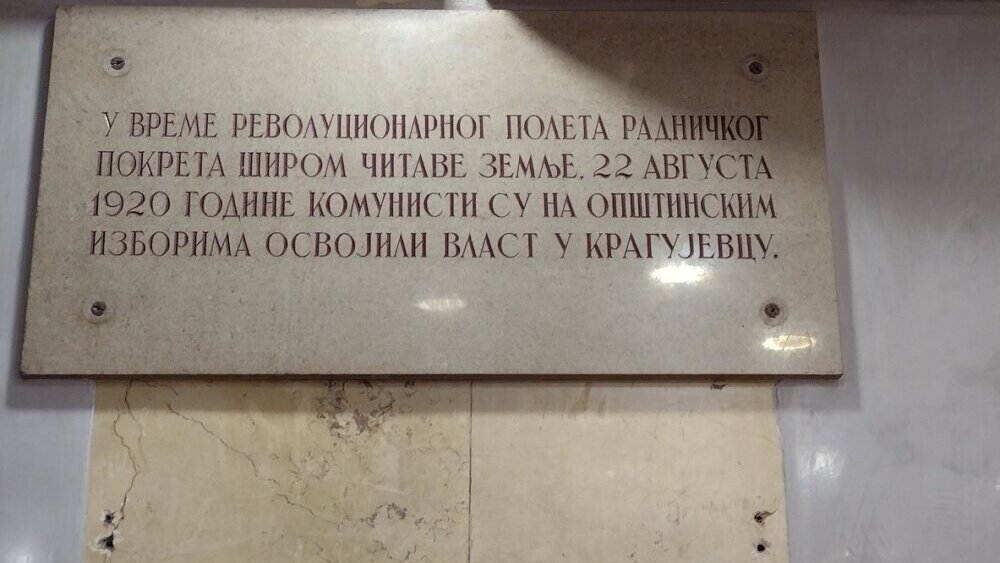 У ВРЕМЕ РЕВОЛУЦИОНАРНОГ ПОЛЕТА РАДНИЧКОГ
ПОКРЕТА ШИРОМ ЧИТАВЕ ЗЕМЉЕ, 22 АВГУСТА
1920 ГОДИНЕ КОМУНИСТИ СУ НА ОПШТИНСКИМ
ИЗБОРИМА ОСВОЈИЛИ ВЛАСТ У КРАГУЈЕВЦУ.